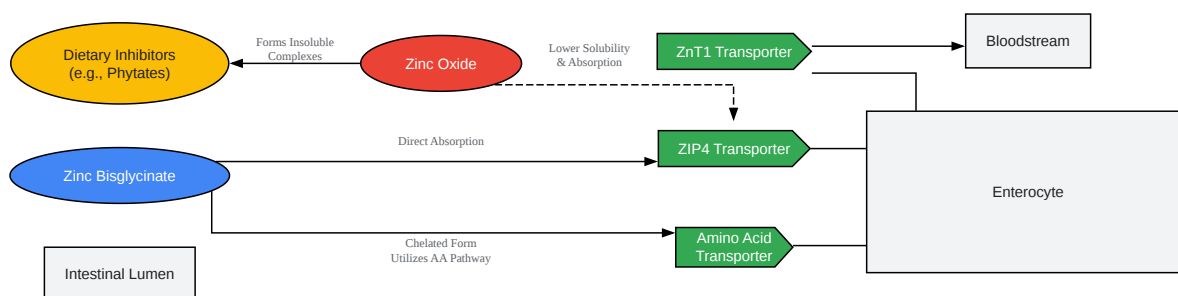 Dietary Inhibitors
(e.g., Phytates)
Forms Insoluble
Complexes
Zinc Oxide
Lower Solubility
& Absorption
ZnT1 Transporter
Bloodstream
Direct Absorption
ZIP4 Transporter
Zinc Bisglycinate
Enterocyte
Chelated Form
Utilizes AA Pathway
Amino Acid
Transporter
Intestinal Lumen